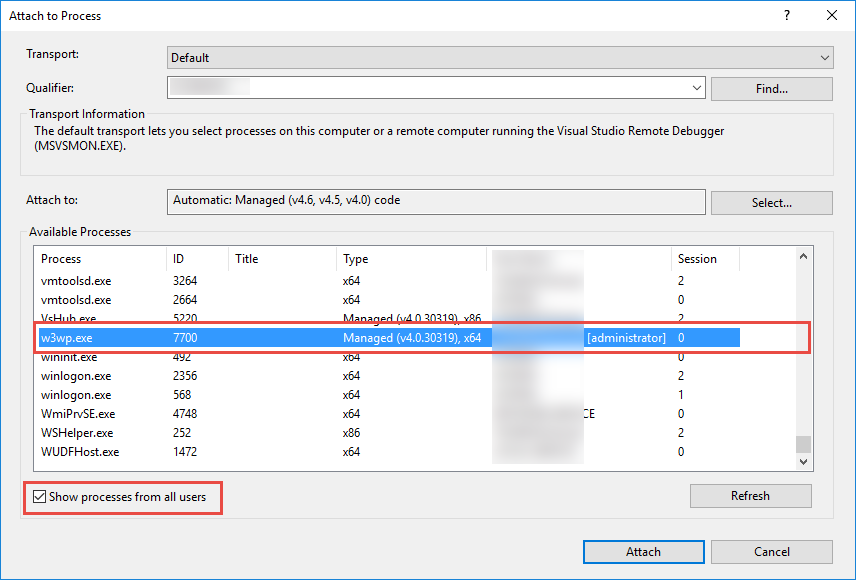 Attach to Process
Transport: Default
Qualifier: Find...
Transport Information
The default transport lets you select processes on this computer or a remote computer running the Visual Studio Remote Debugger
(MSVSMON.EXE).
Attach to: Automatic: Managed (v4.6, v4.5, v4.0) code Select...
Available Processes
Process ID Title Type Session
vmtoolsd.exe 3264 x64 2
vmtoolsd.exe 2664 x64 0
VsHub.exe 5220 Managed (v4.0.30319), x86 2
w3wp.exe 7700 Managed (v4.0.30319), x64 [administrator] 0
wininit.exe 492 x64 0
winlogon.exe 2356 x64 2
winlogon.exe 568 x64 1
WmiPrvSE.exe 4748 x64 CE 0
WSHelper.exe 252 x86 2
WUDFHost.exe 1472 x64 0
Show processes from all users Refresh
Attach Cancel